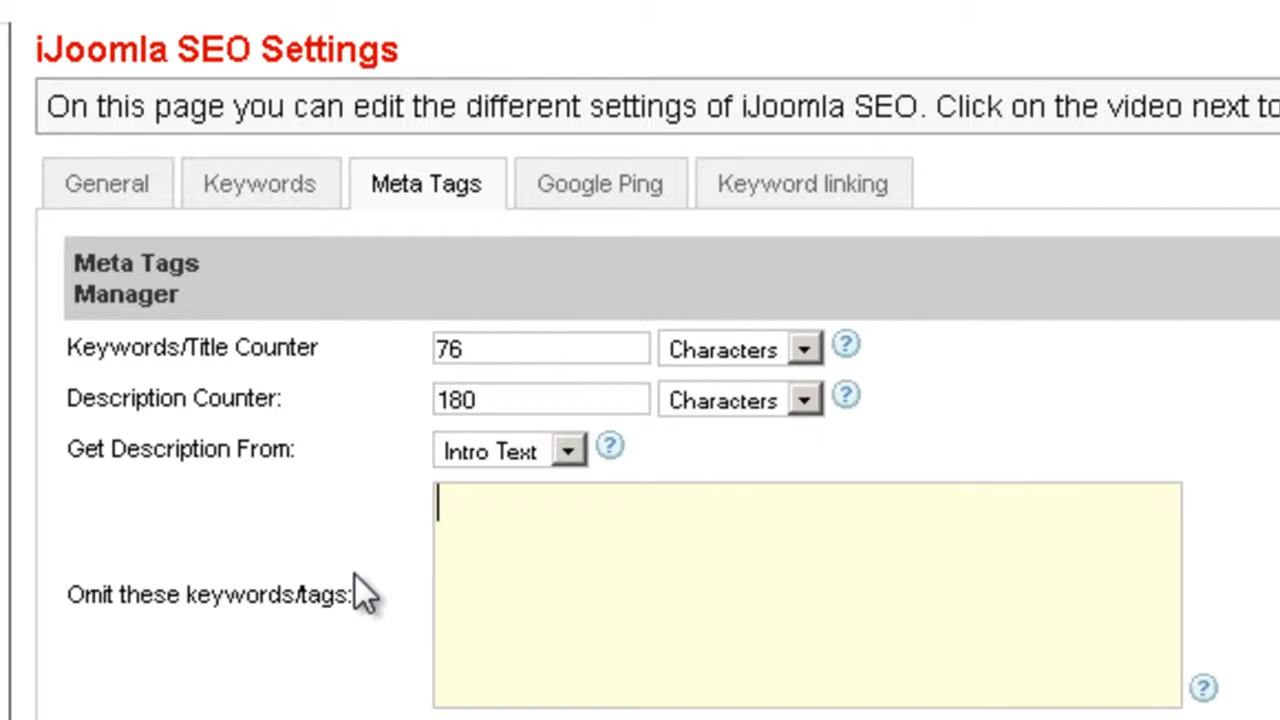 iJoomla SEO Settings
On this page you can edit the different settings of iJoomla SEO. Click on the video next to
General Keywords Meta Tags Google Ping Keyword linking
Meta Tags
Manager
Keywords/Title Counter 76 Characters ?
Description Counter: 180 Characters ?
Get Description From: Intro Text ?
Omit these keywords/tags:
?